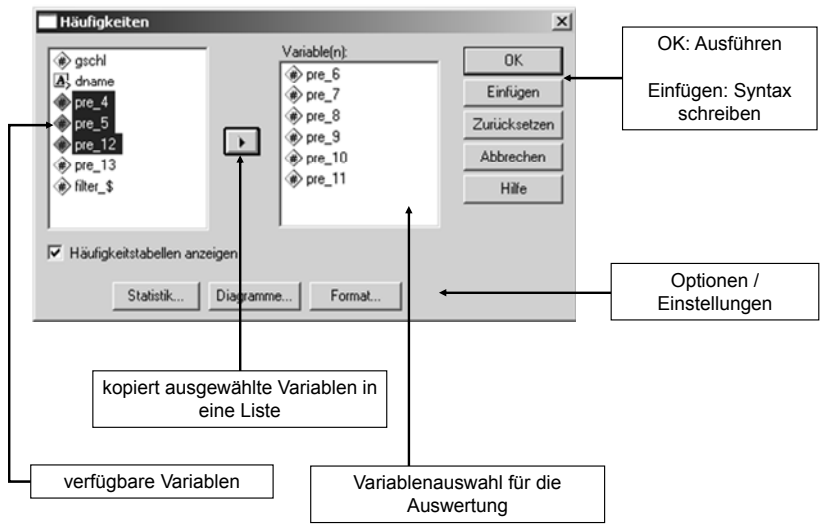 Häufigkeiten
gschl
dname
pre_4
pre_5
pre_12
pre_13
filter_$
Variable(n):
pre_6
pre_7
pre_8
pre_9
pre_10
pre_11
OK
Einfügen
Zurücksetzen
Abbrechen
Hilfe
Häufigkeitstabellen anzeigen
Statistik...
Diagramme...
Format...
OK: Ausführen
Einfügen: Syntax
schreiben
Optionen /
Einstellungen
kopiert ausgewählte Variablen in
eine Liste
verfügbare Variablen
Variablenauswahl für die
Auswertung